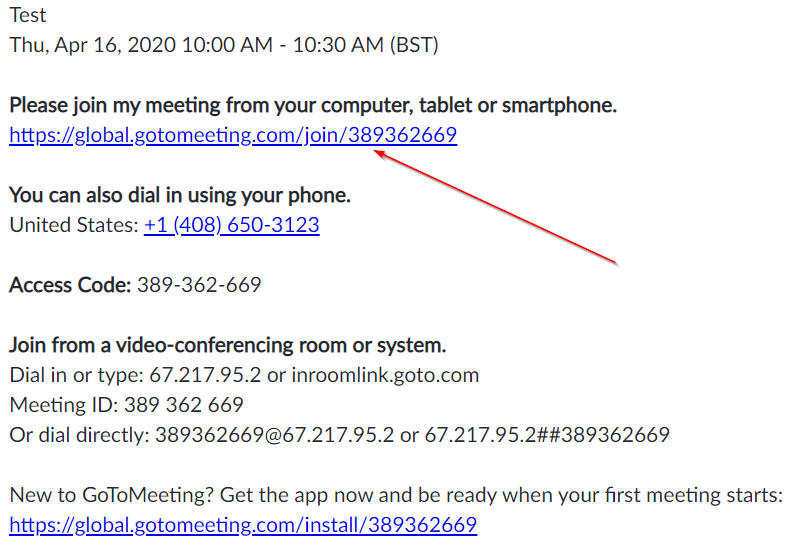 Test
Thu, Apr 16, 2020 10:00 AM - 10:30 AM (BST)
Please join my meeting from your computer, tablet or smartphone.
https://global.gotomeeting.com/join/389362669
You can also dial in using your phone.
United States: +1 (408) 650-3123
Access Code: 389-362-669
Join from a video-conferencing room or system.
Dial in or type: 67.217.95.2 or inroomlink.goto.com
Meeting ID: 389 362 669
Or dial directly: 389362669@67.217.95.2 or 67.217.95.2##389362669
New to GoToMeeting? Get the app now and be ready when your first meeting starts:
https://global.gotomeeting.com/install/389362669